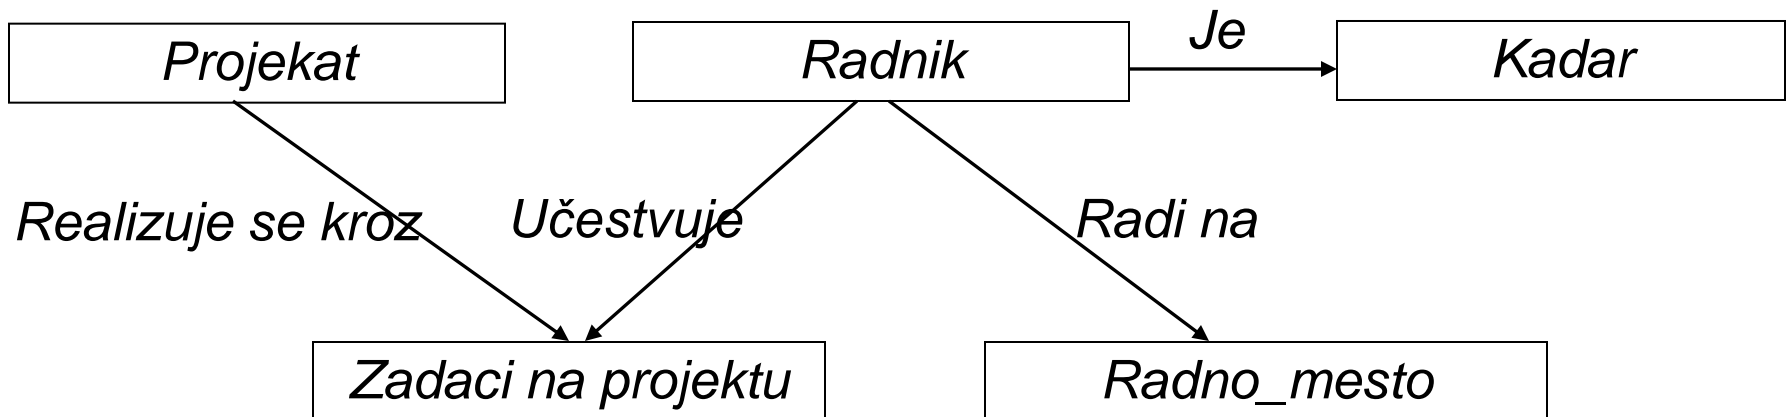 Projekat
Radnik
Je
Kadar
Realizuje se kroz
Učestvuje
Radi na
Zadaci na projektu
Radno_mesto